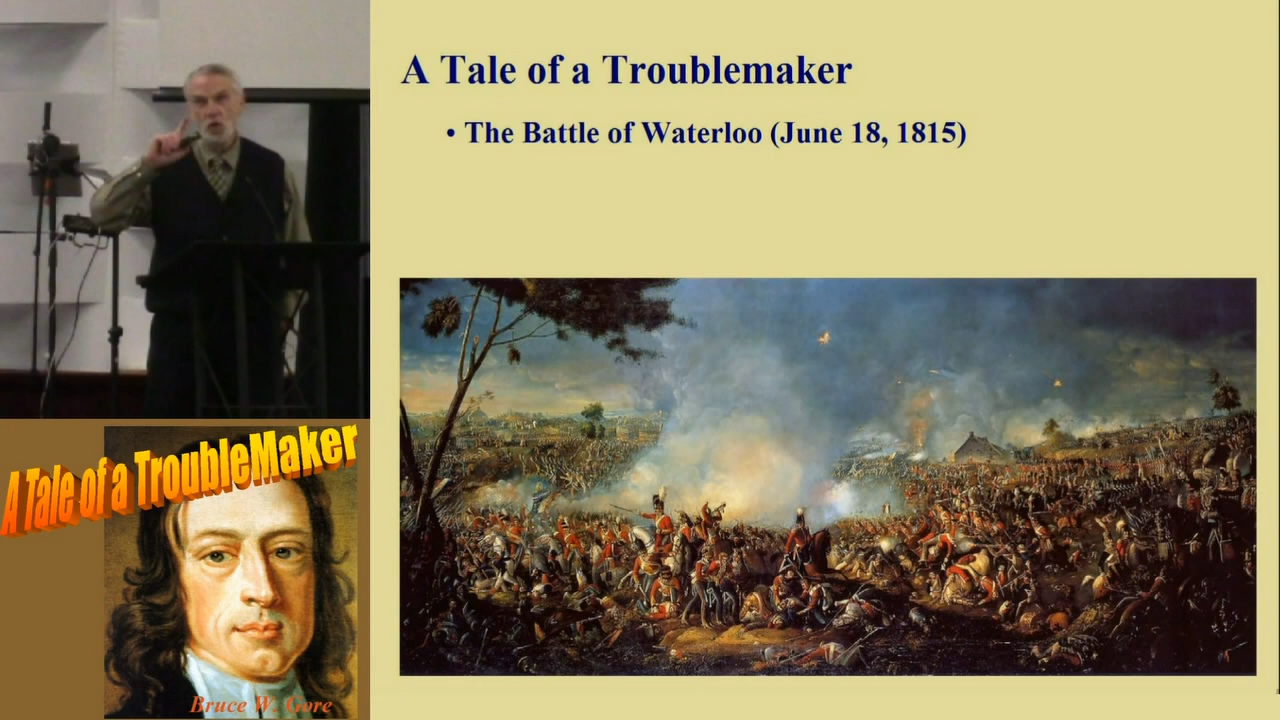 A Tale of a Troublemaker
• The Battle of Waterloo (June 18, 1815)
A Tale of a TroubleMaker
Bruce W. Gore